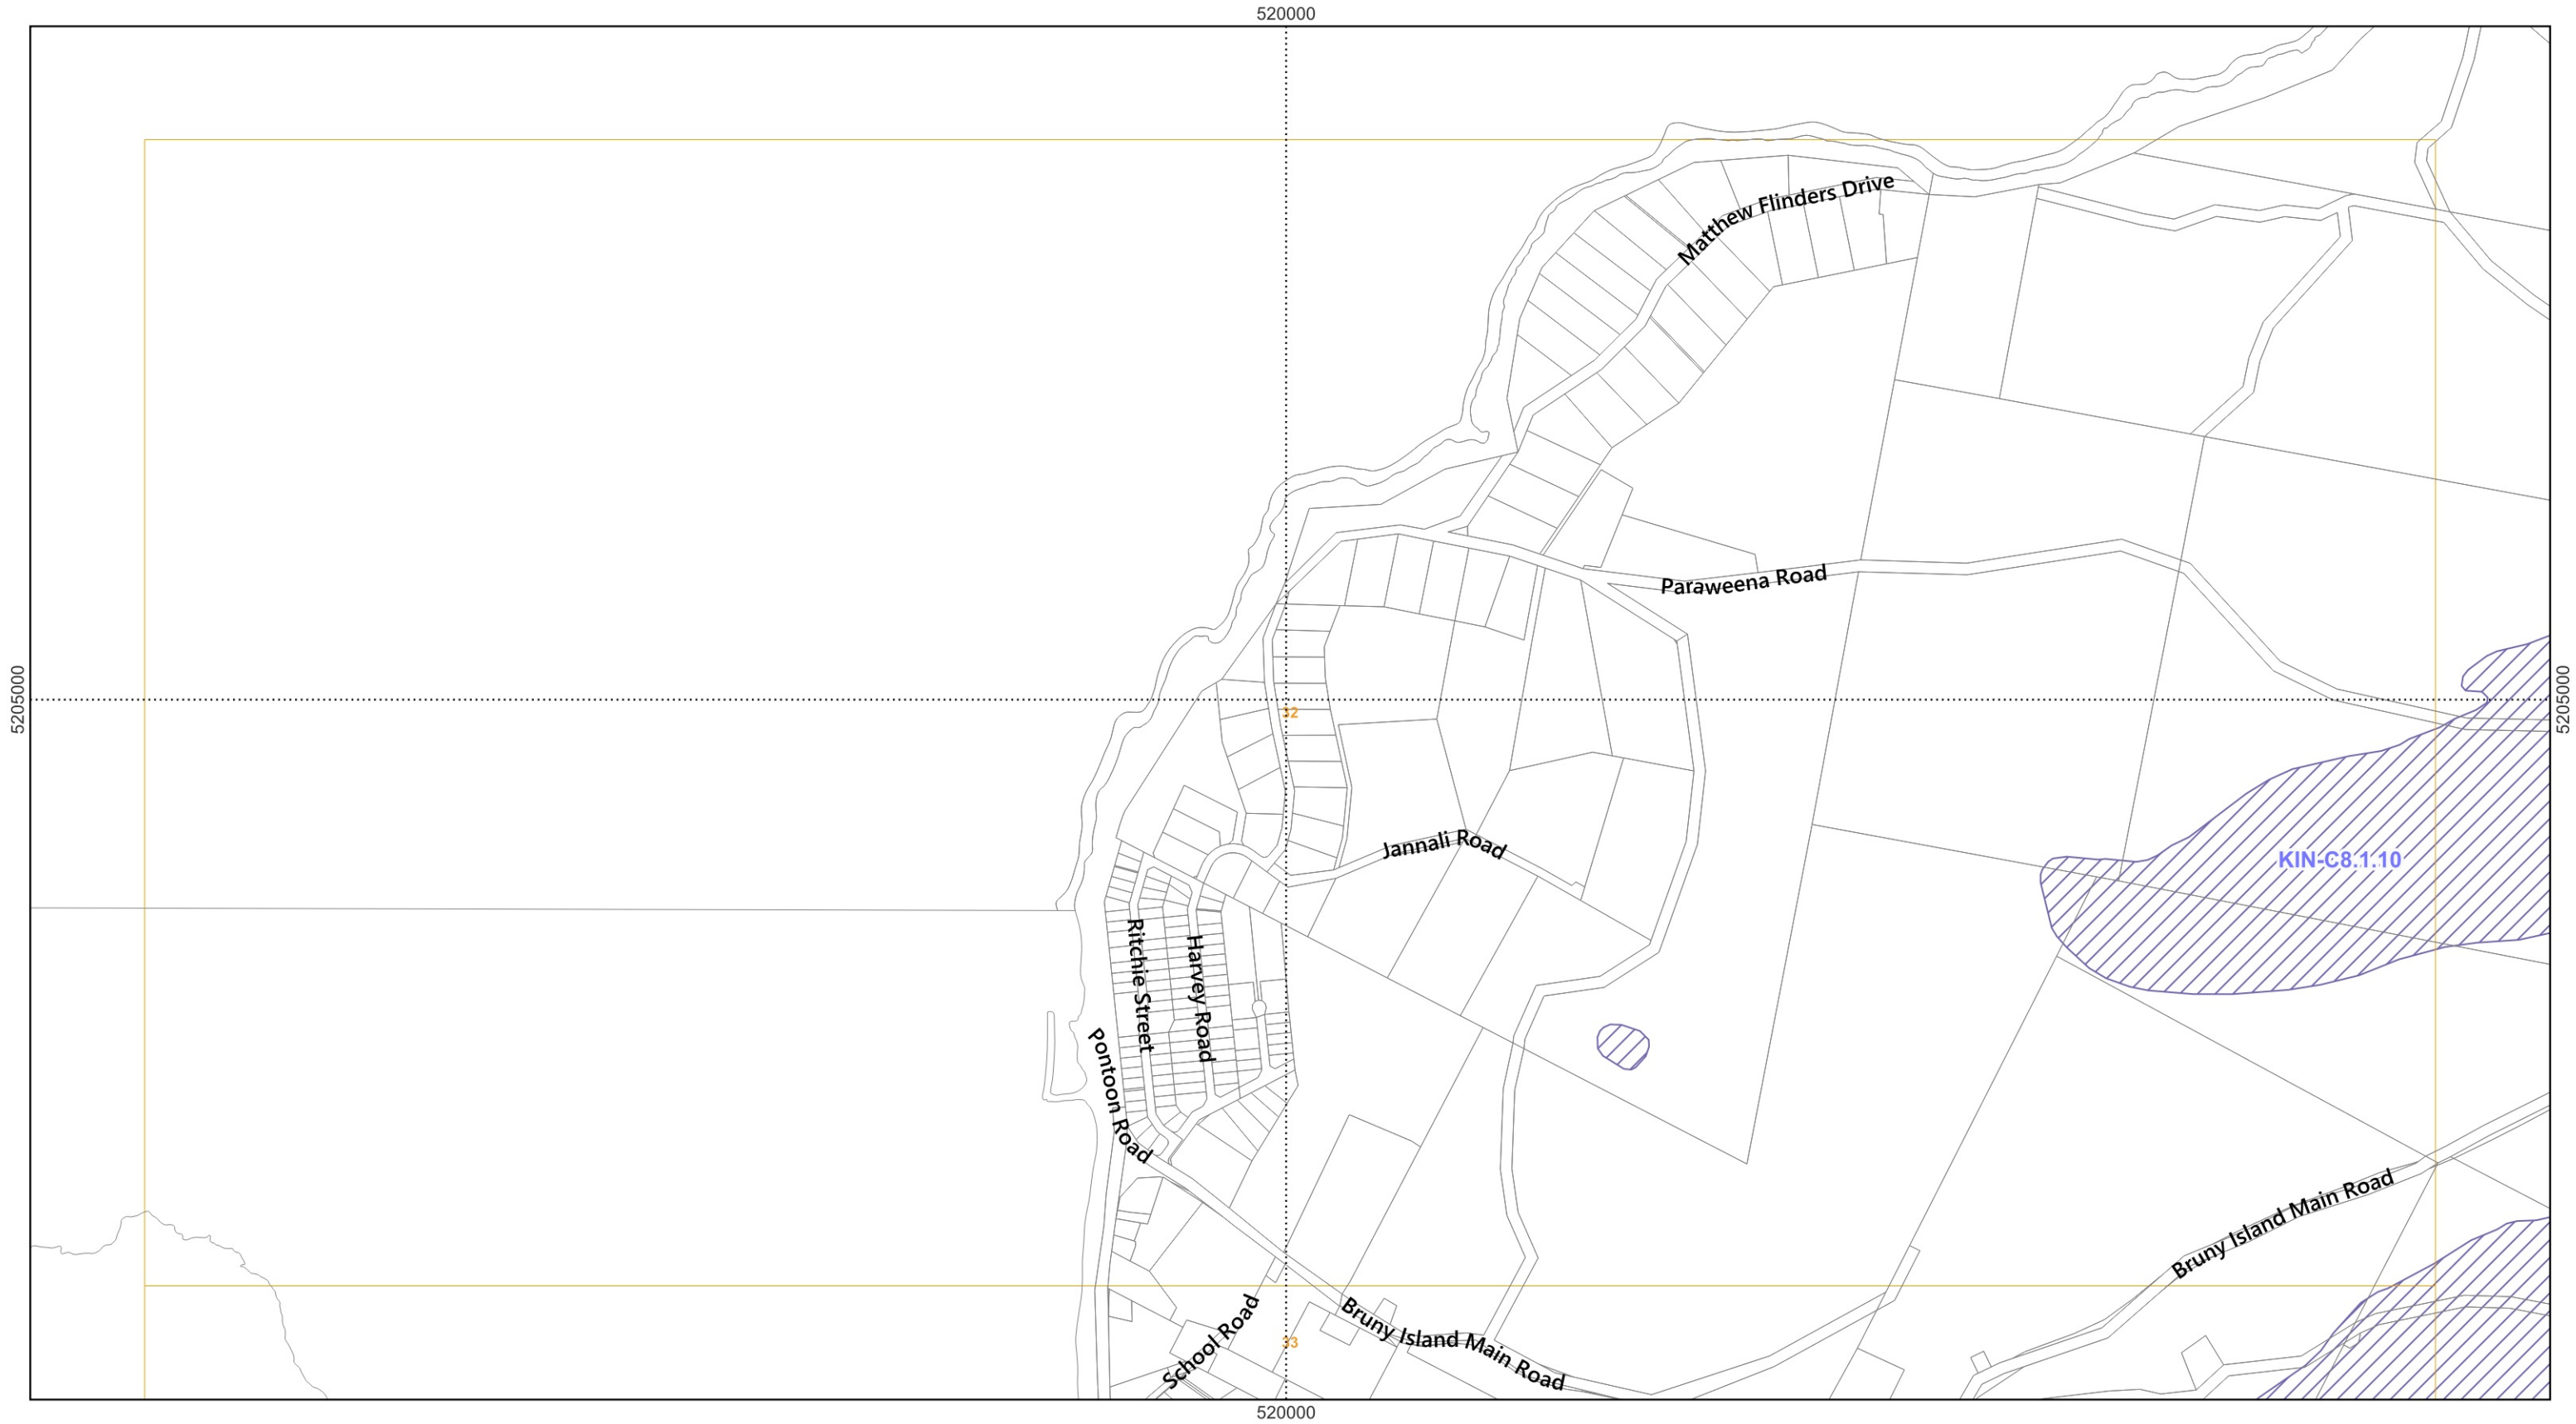 520000
Matthew Flinders Drive
Paraweena Road
5205000
5205000
32
Jannali Road
KIN-C8.1.10
Ritchie Street
Harvey Road
Pontoon Road
Bruny Island Main Road
School Road
Bruny Island Main Road
33
520000